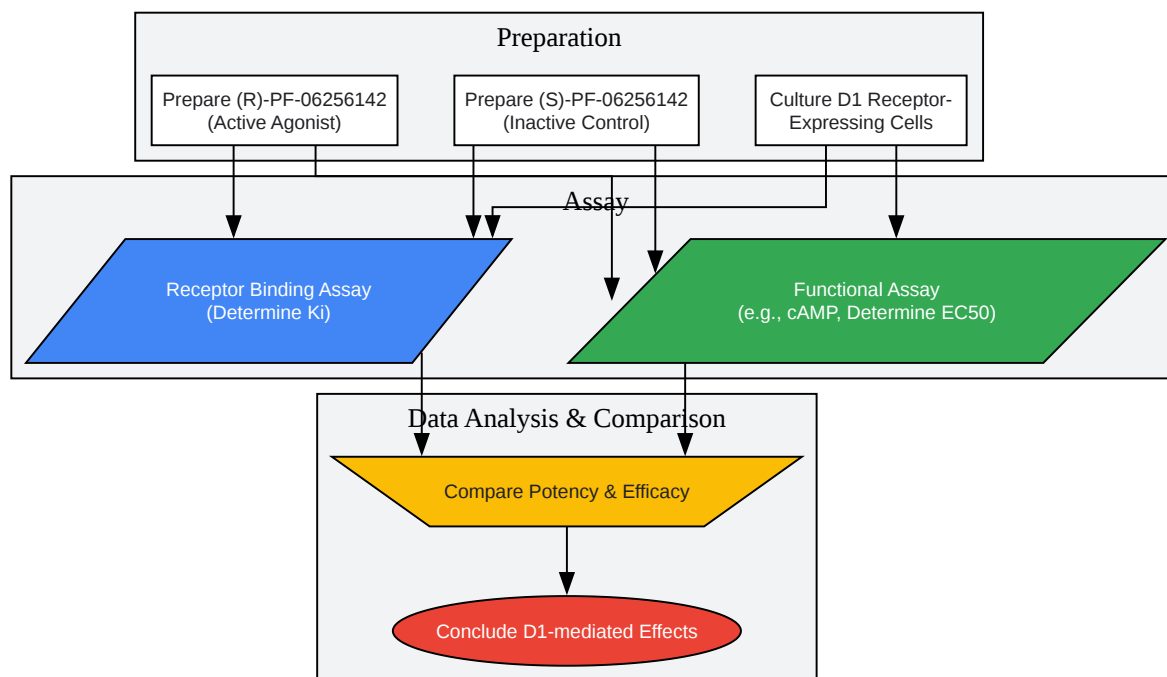 Preparation
Prepare (R)-PF-06256142
(Active Agonist)
Prepare (S)-PF-06256142
(Inactive Control)
Culture D1 Receptor-
Expressing Cells
Assay
Receptor Binding Assay
(Determine Ki)
Functional Assay
(e.g., cAMP, Determine EC50)
Data Analysis & Comparison
Compare Potency & Efficacy
Conclude D1-mediated Effects